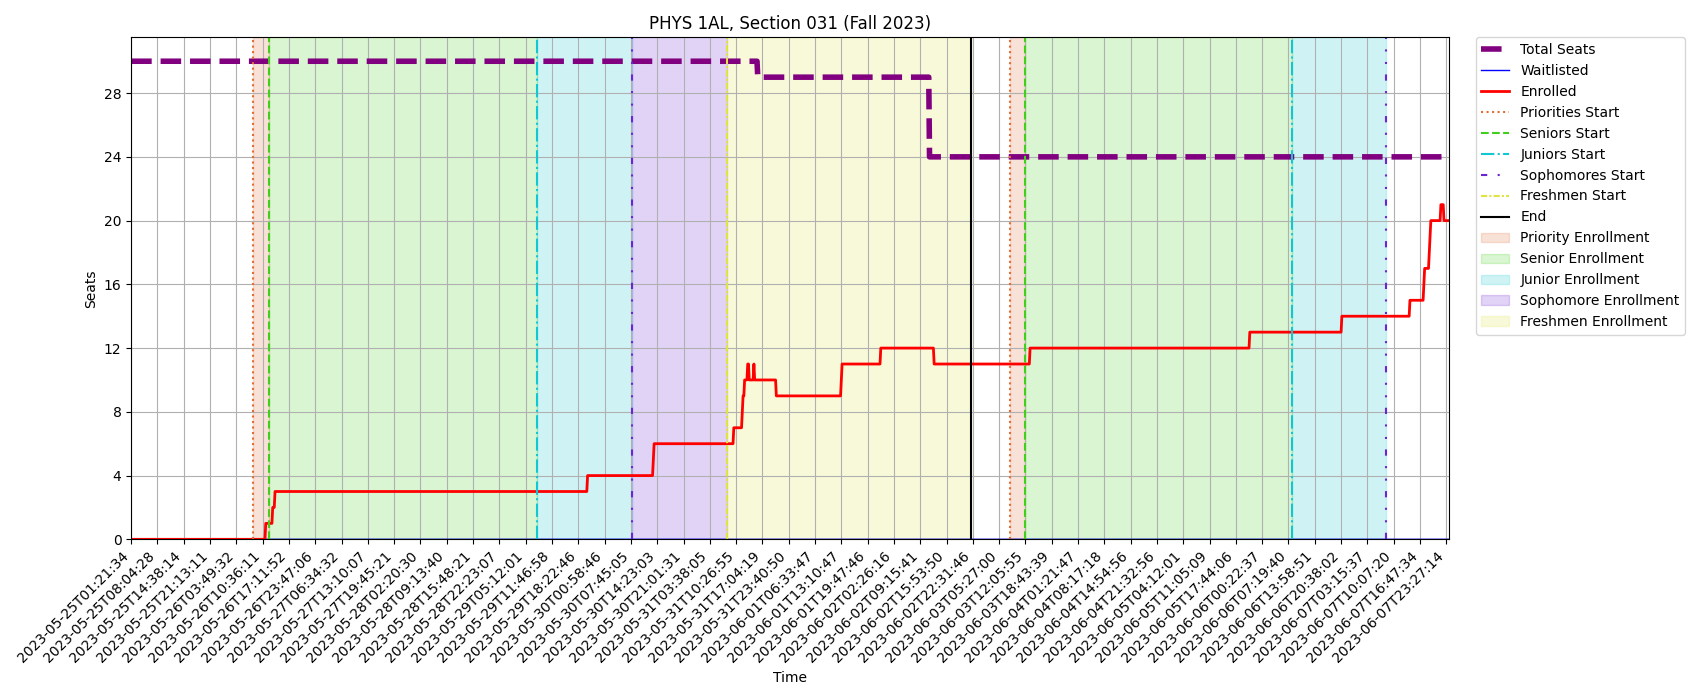 PHYS 1AL, Section 031 (Fall 2023)
Seats
28
24
20
16
12
8
4
0
Total Seats
Waitlisted
Enrolled
Priorities Start
Seniors Start
Juniors Start
Sophomores Start
Freshmen Start
End
Priority Enrollment
Senior Enrollment
Junior Enrollment
Sophomore Enrollment
Freshmen Enrollment
2023-05-25T01:21:34
2023-05-25T08:04:28
2023-05-25T14:38:14
2023-05-25T21:13:11
2023-05-26T03:49:32
2023-05-26T10:36:11
2023-05-26T17:11:52
2023-05-26T23:47:06
2023-05-27T06:34:32
2023-05-27T13:10:07
2023-05-27T19:45:21
2023-05-28T02:20:30
2023-05-28T09:13:40
2023-05-28T15:48:21
2023-05-28T22:23:07
2023-05-29T05:12:01
2023-05-29T11:46:58
2023-05-29T18:22:46
2023-05-30T00:58:46
2023-05-30T07:45:05
2023-05-30T14:23:03
2023-05-30T21:01:31
2023-05-31T03:38:05
2023-05-31T10:26:55
2023-05-31T17:04:19
2023-05-31T23:40:50
2023-06-01T06:33:47
2023-06-01T13:10:47
2023-06-01T19:47:46
2023-06-02T02:26:16
2023-06-02T09:15:41
2023-06-02T15:53:50
2023-06-02T22:31:46
2023-06-03T05:27:00
2023-06-03T12:05:55
2023-06-03T18:43:39
2023-06-04T01:21:47
2023-06-04T08:17:18
2023-06-04T14:54:56
2023-06-04T21:32:56
2023-06-05T04:12:01
2023-06-05T11:05:09
2023-06-05T17:44:06
2023-06-06T00:22:37
2023-06-06T07:19:40
2023-06-06T13:58:51
2023-06-06T20:38:02
2023-06-07T03:15:37
2023-06-07T10:07:20
2023-06-07T16:47:34
2023-06-07T23:27:14
Time